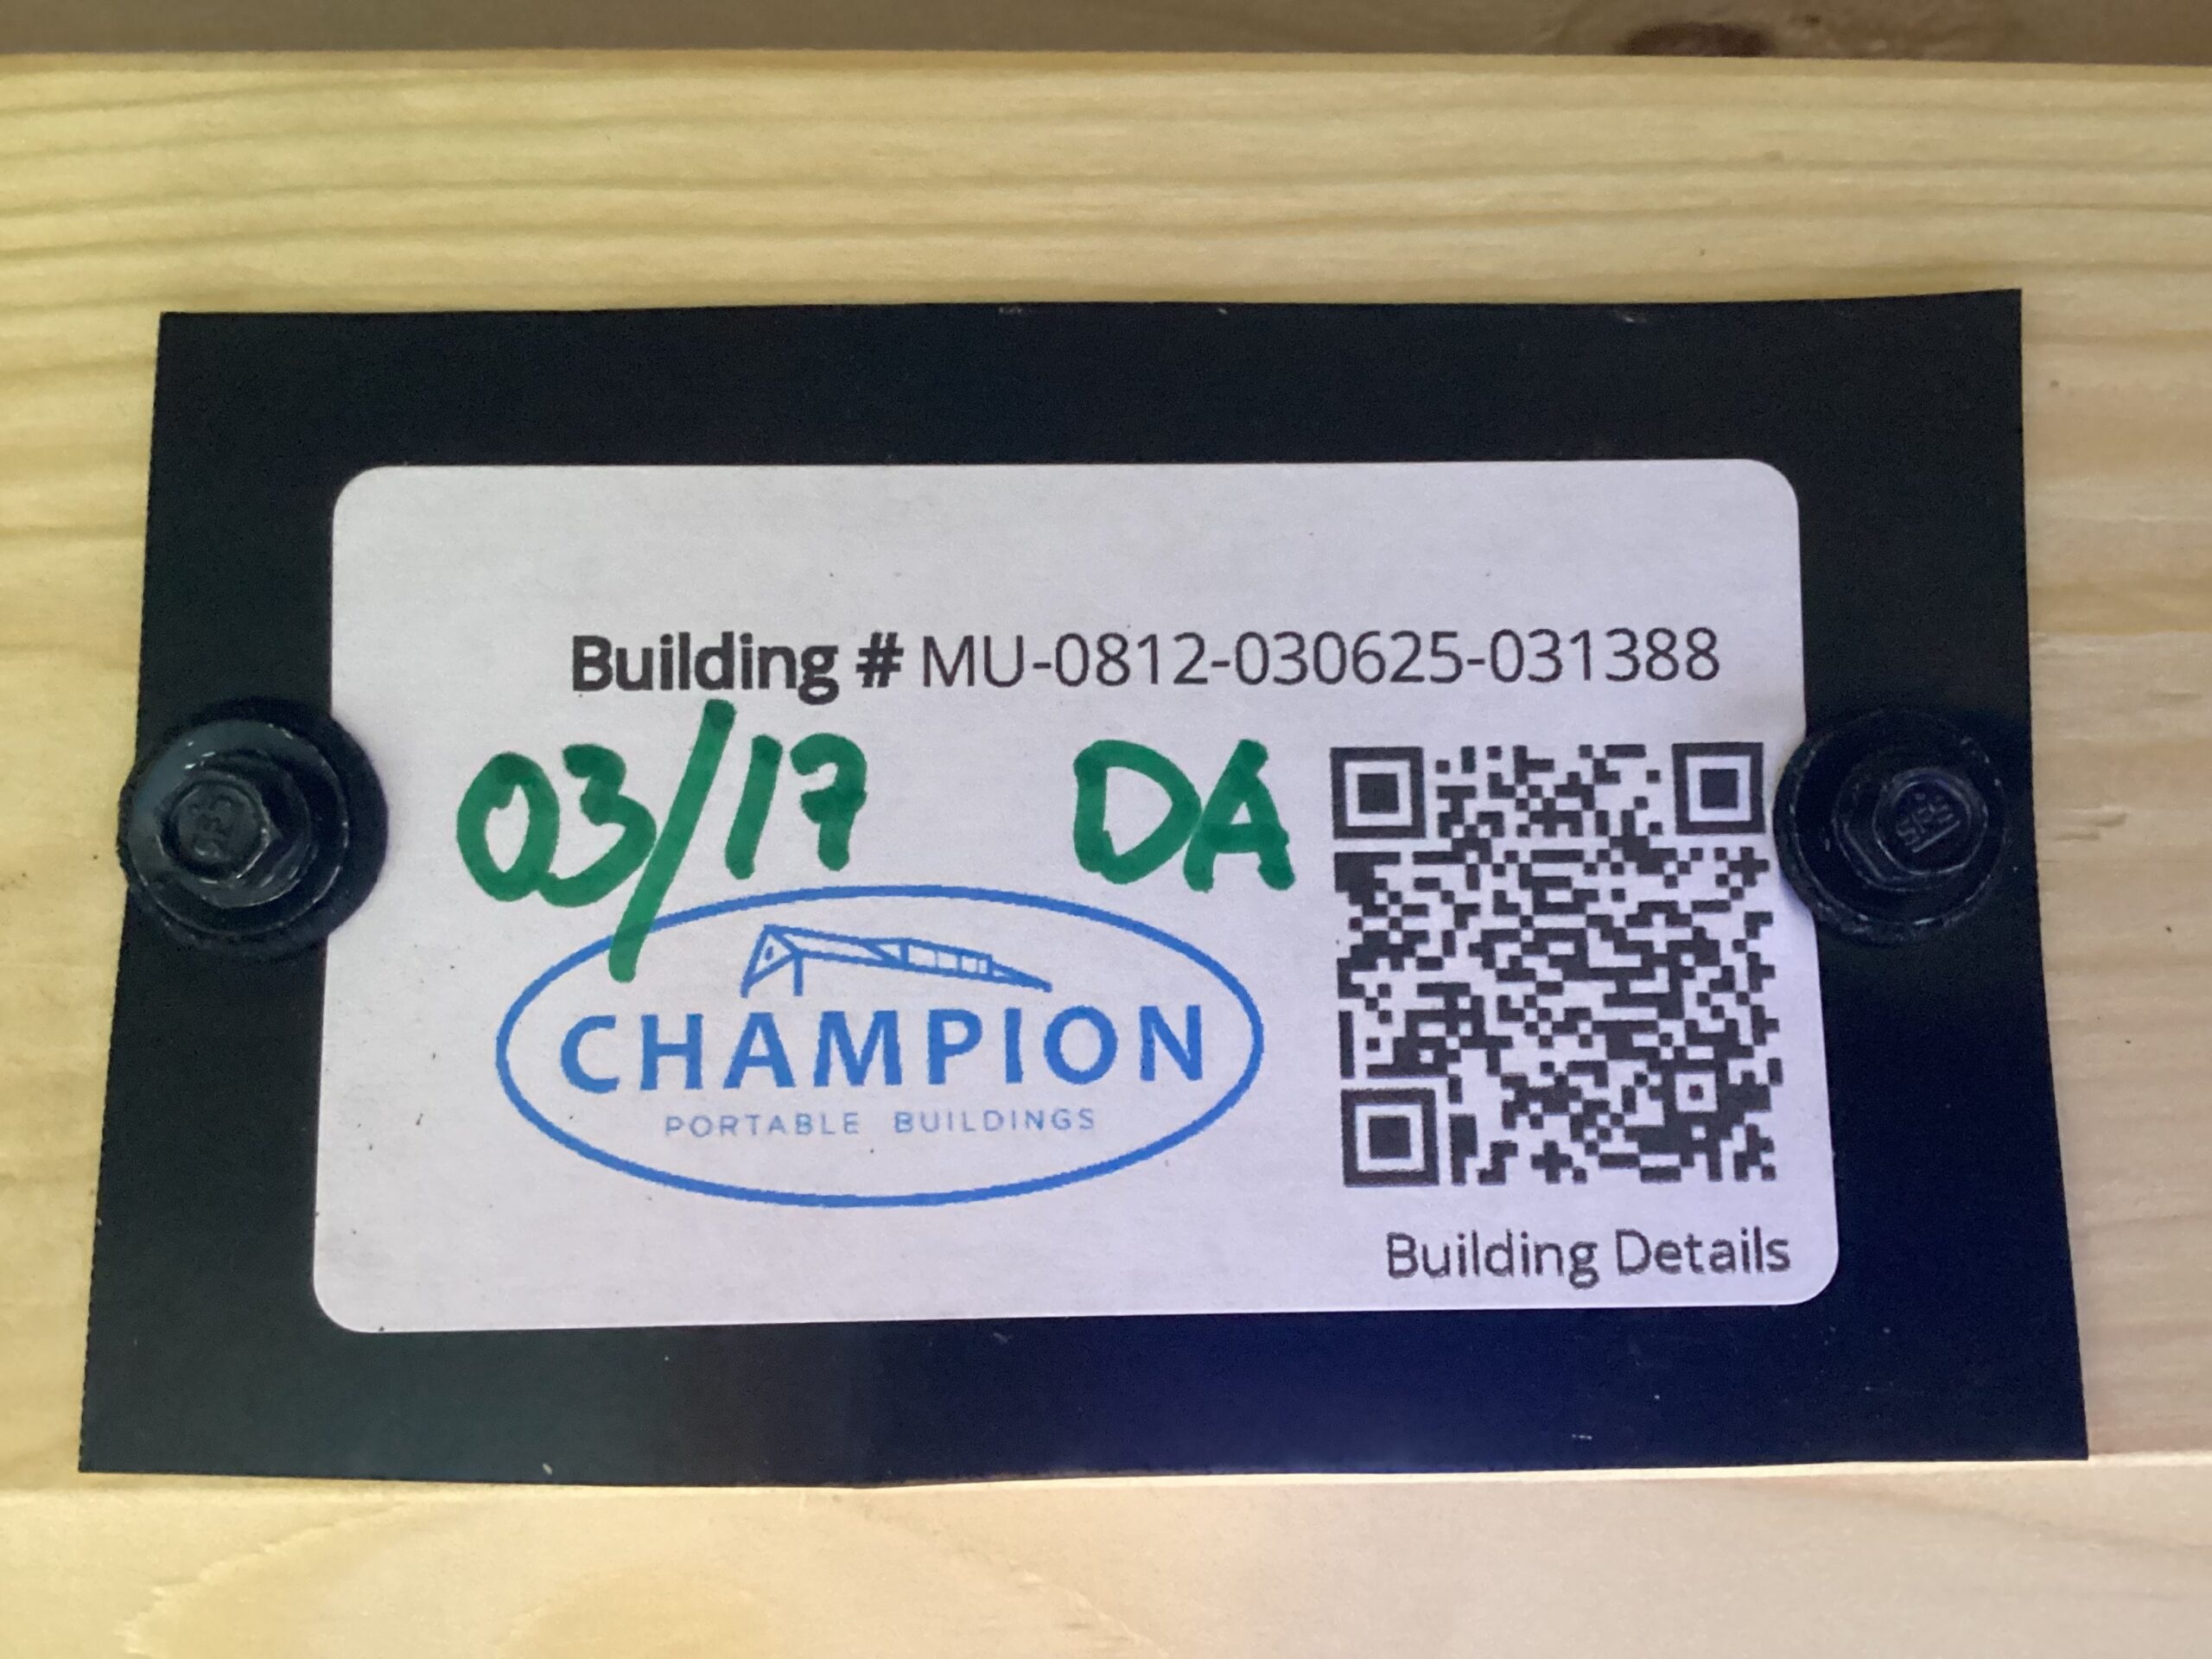 Building # MU-0812-030625-031388
03/17 DA
CHAMPION
PORTABLE BUILDINGS
Building Details